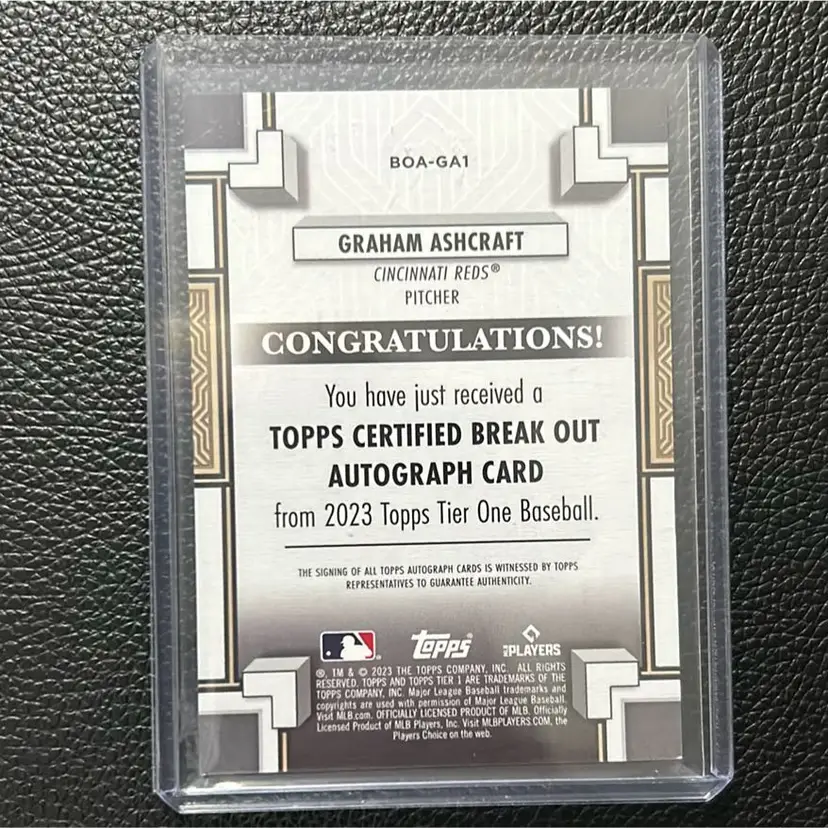 BOA-GA1
GRAHAM ASHCRAFT
CINCINNATI REDS®
PITCHER
CONGRATULATIONS!
You have just received a
TOPPS CERTIFIED BREAK OUT
AUTOGRAPH CARD
from 2023 Topps Tier One Baseball.
THE SIGNING OF ALL TOPPS AUTOGRAPH CARDS IS WITNESSED BY TOPPS
REPRESENTATIVES TO GUARANTEE AUTHENTICITY.
topps® PLAYERS
®, TM & © 2023 THE TOPPS COMPANY, INC. ALL RIGHTS
RESERVED. TOPPS AND TOPPS TIER 1 ARE TRADEMARKS OF THE
TOPPS COMPANY, INC. Major League Baseball trademarks and
copyrights are used with permission of Major League Baseball.
Visit MLB.com. OFFICIALLY LICENSED PRODUCT OF MLB. Officially
Licensed Product of MLB Players, Inc. Visit MLBPLAYERS.COM, the
Players Choice on the web.